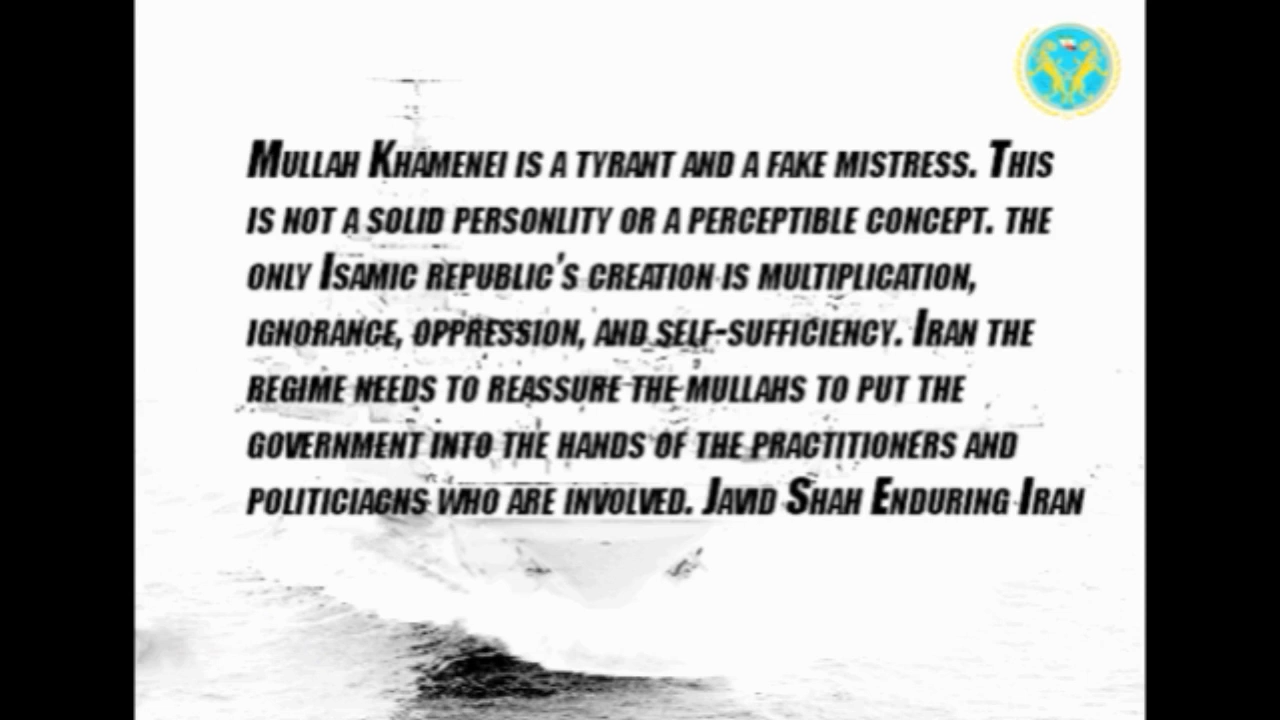 Mullah Khamenei is a tyrant and a fake mistress. This
is not a solid personlity or a perceptible concept. the
only Isamic republic's creation is multiplication,
ignorance, oppression, and self-sufficiency. Iran the
regime needs to reassure the mullahs to put the
government into the hands of the practitioners and
politiciacns who are involved. Javid Shah Enduring Iran